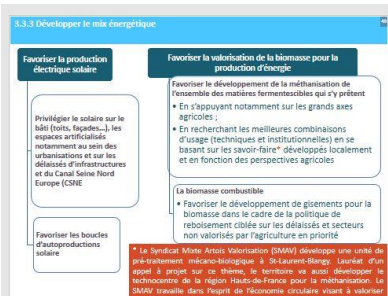 3.3.3 Développer le mix énergétique
Favoriser la production
électrique solaire
Privilégier le solaire sur le
bâti (toits, façades…), les
espaces artificialisés
notamment au sein des
urbanisations et sur les
délaissés d'infrastructures
et du Canal Seine Nord
Europe (CSNE
Favoriser les boucles
d'autoproductions
solaire
Favoriser la valorisation de la biomasse pour la
production d'énergie
Favoriser le développement de la méthanisation de
l'ensemble des matières fermentescibles qui s'y prêtent
• En s'appuyant notamment sur les grands axes
agricoles ;
• En recherchant les meilleures combinaisons
d'usage (techniques et institutionnelles) en se
basant sur les savoir-faire* développés localement
et en fonction des perspectives agricoles
La biomasse combustible
• Favoriser le développement de gisements pour la
biomasse dans le cadre de la politique de
reboisement ciblée sur les délaissés et secteurs
non valorisés par l'agriculture en priorité
* Le Syndicat Mixte Artois Valorisation (SMAV) développe une unité de
pré-traitement mécano-biologique à St-Laurent-Blangy. Lauréat d'un
appel à projet sur ce thème, le territoire va aussi développer le
technocentre de la région Hauts-de-France pour la méthanisation. Le
SMAV travaille dans l'esprit de l'économie circulaire visant à valoriser